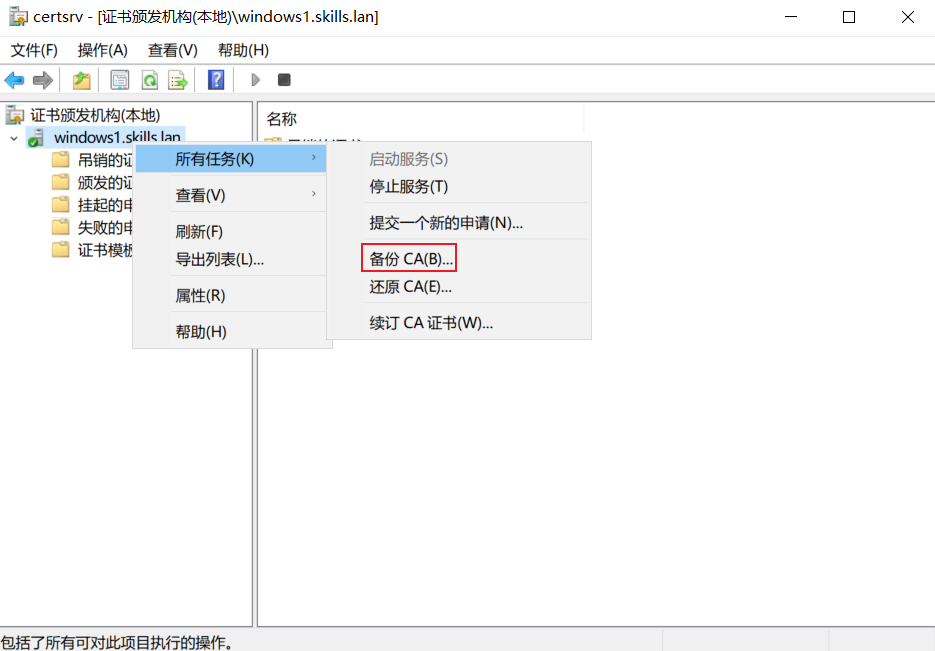 certsrv - [证书颁发机构(本地)\windows1.skills.lan]
文件(F) 操作(A) 查看(V) 帮助(H)
证书颁发机构(本地)
windows1.skills.lan
吊销的证
颁发的证
挂起的申
失败的申
证书模板
名称
所有任务(K)
查看(V)
刷新(F)
导出列表(L)...
属性(R)
帮助(H)
启动服务(S)
停止服务(T)
提交一个新的申请(N)...
备份 CA(B)...
还原 CA(E)...
续订 CA 证书(W)...
包括了所有可对此项目执行的操作。